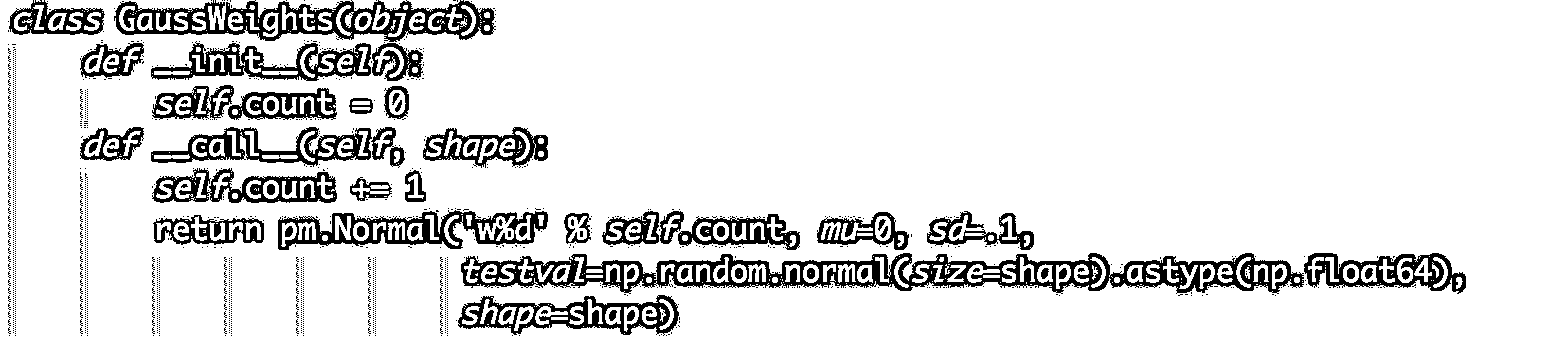 class GaussWeights(object):
    def __init__(self):
        self.count = 0
    def __call__(self, shape):
        self.count += 1
        return pm.Normal('w%d' % self.count, mu=0, sd=.1,
                         testval=np.random.normal(size=shape).astype(np.float64),
                         shape=shape)